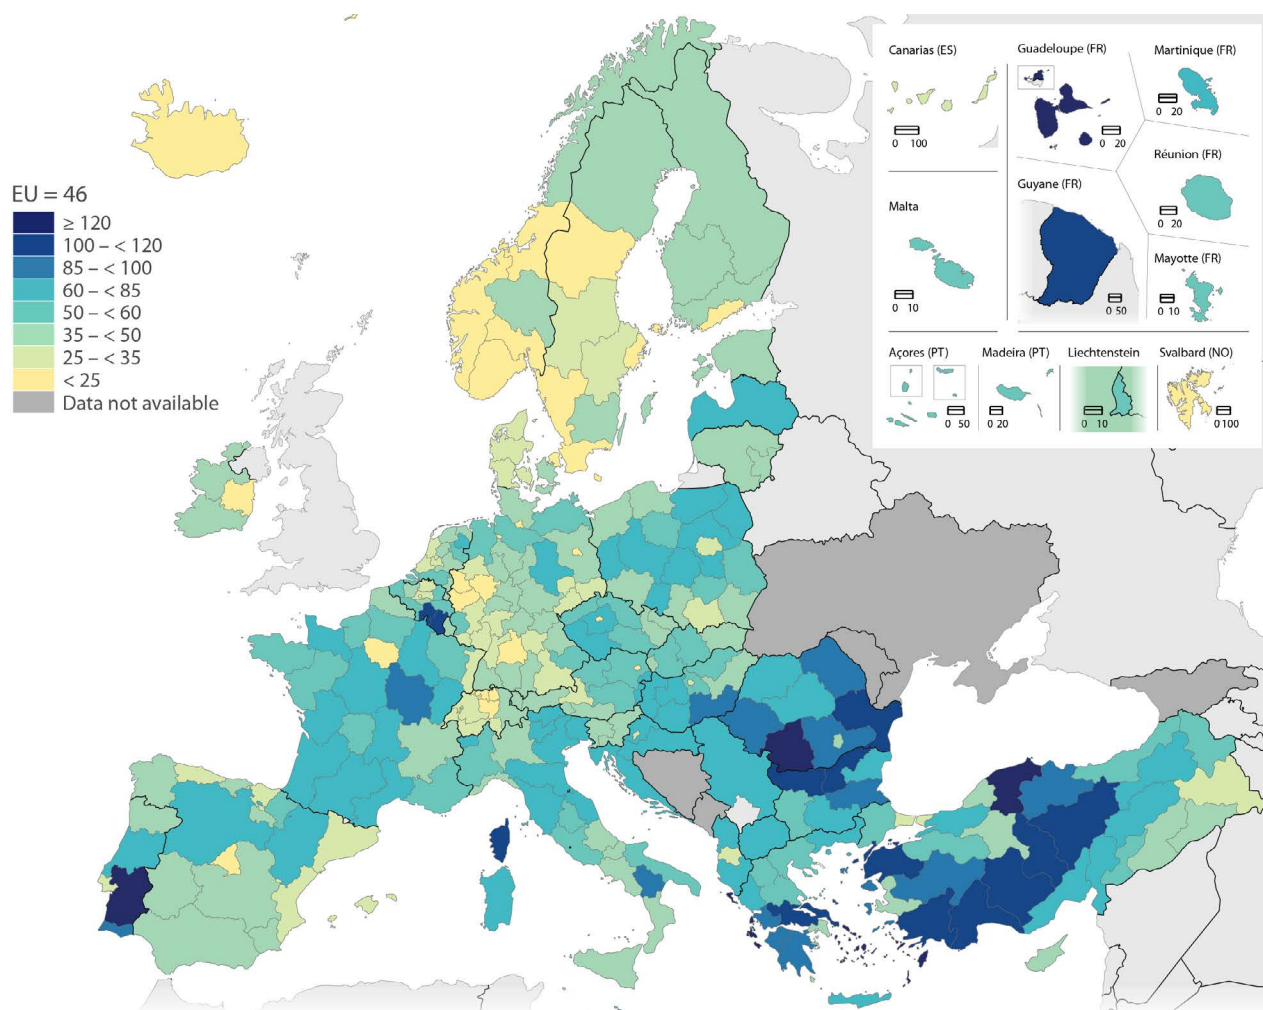 EU = 46
≥ 120
100 – < 120
85 – < 100
60 – < 85
50 – < 60
35 – < 50
25 – < 35
< 25
Data not available
Canarias (ES)
0 100
Guadeloupe (FR)
0 20
Martinique (FR)
0 20
Malta
0 10
Guyane (FR)
0 50
Réunion (FR)
0 20
Mayotte (FR)
0 10
Açores (PT)
0 50
Madeira (PT)
0 20
Liechtenstein
0 10
Svalbard (NO)
0 100